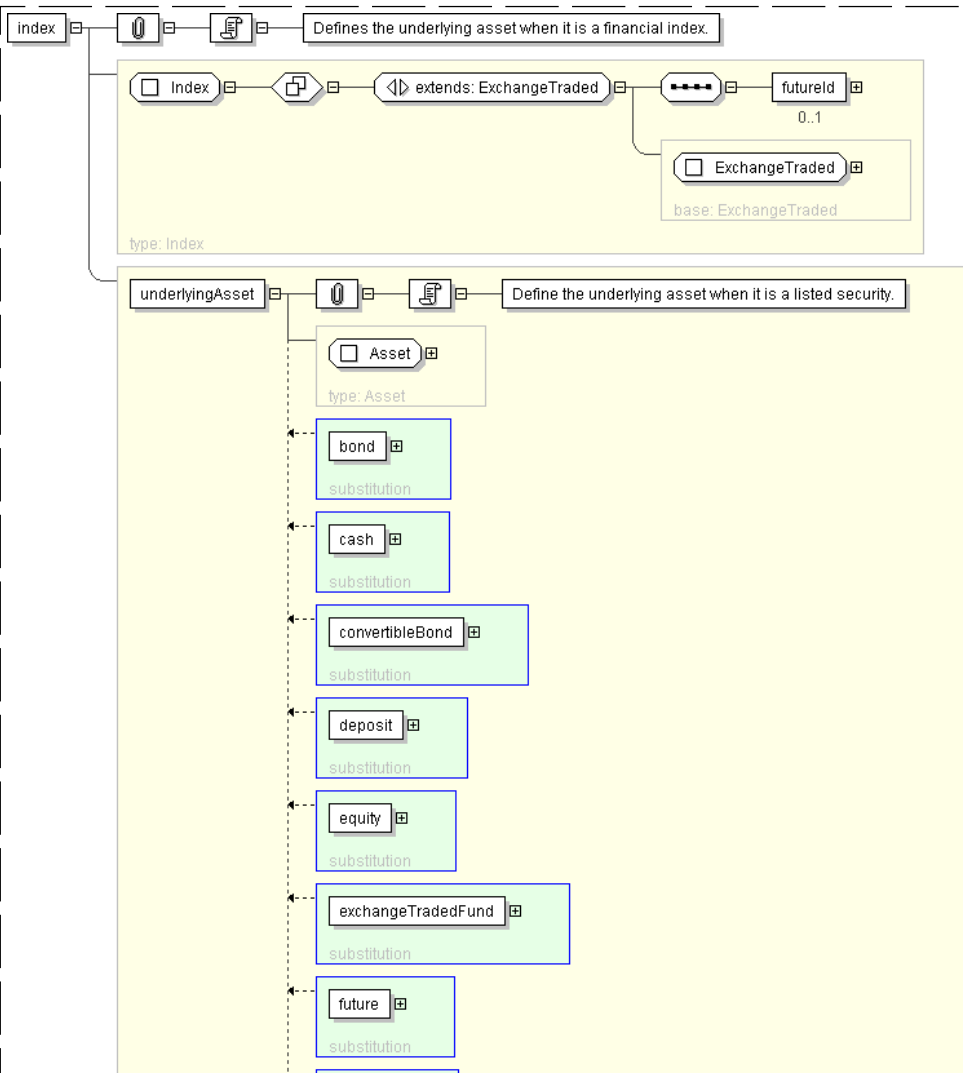 index
Defines the underlying asset when it is a financial index.
Index
extends: ExchangeTraded
futureId
0..1
ExchangeTraded
base: ExchangeTraded
type: Index
underlyingAsset
Define the underlying asset when it is a listed security.
Asset
type: Asset
bond
substitution
cash
substitution
convertibleBond
substitution
deposit
substitution
equity
substitution
exchangeTradedFund
substitution
future
substitution